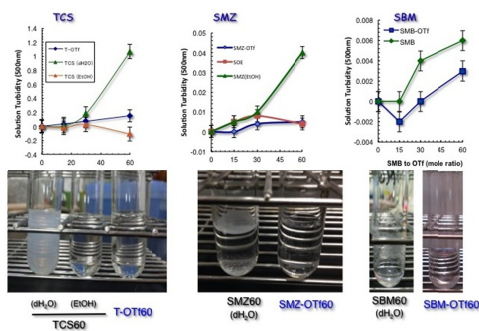 TCS
Solution Turbidity (500nm)
1.4
1.2
1
0.8
0.6
0.4
0.2
0
-0.2
-0.4
0 15 30 60
T-OTf
TCS (dH2O)
TCS (EtOH)
SMZ
Solution Turbidity (500nm)
0.05
0.04
0.03
0.02
0.01
0
-0.01
0 15 30 60
SMZ-OTf
SMZ(EtOH)
SBM
Solution Turbidity (500nm)
0.008
0.006
0.004
0.002
0
-0.002
-0.004
0 15 30 60
SMB-OTf
SMB
SMB to OTf (mole ratio)
(dH₂O) (EtOH)
TCS60
T-OTf60
SMZ60
(dH₂O)
SMZ-OTf60
SBM60
(dH₂O)
SBM-OTf60